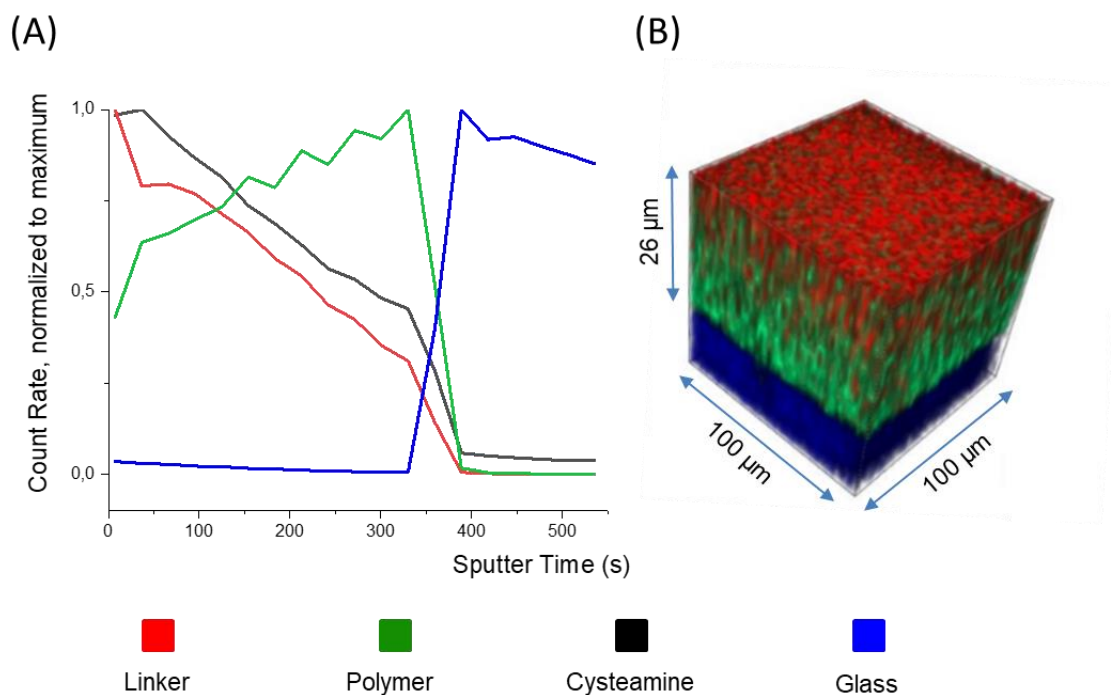 (A)
Count Rate, normalized to maximum
1,0
0,5
0,0
0
100
200
300
400
500
Sputter Time (s)
(B)
26 µm
100 µm
100 µm
Linker
Polymer
Cysteamine
Glass